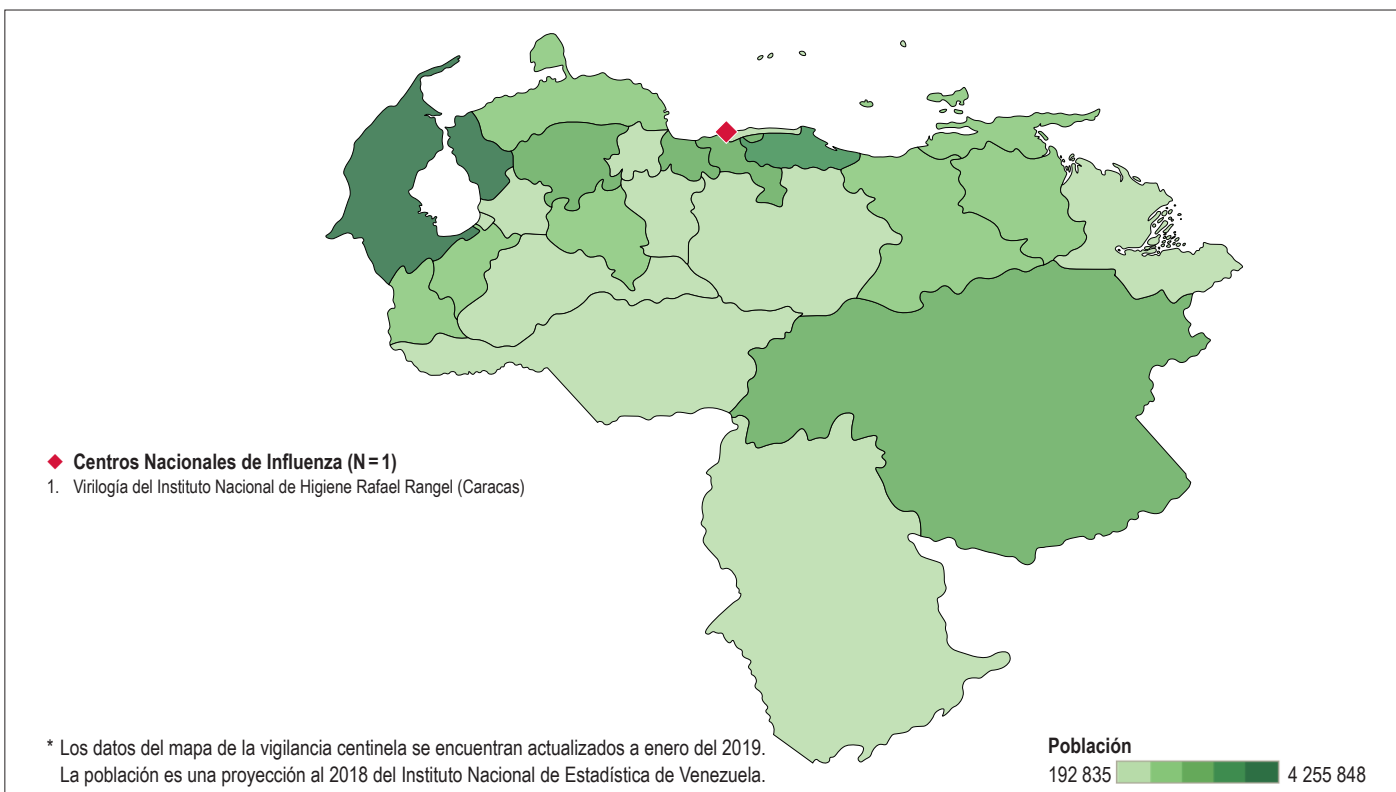 ◆ Centros Nacionales de Influenza (N=1)
1. Virilogía del Instituto Nacional de Higiene Rafael Rangel (Caracas)
* Los datos del mapa de la vigilancia centinela se encuentran actualizados a enero del 2019.
La población es una proyección al 2018 del Instituto Nacional de Estadística de Venezuela.
Población
192 835 4 255 848